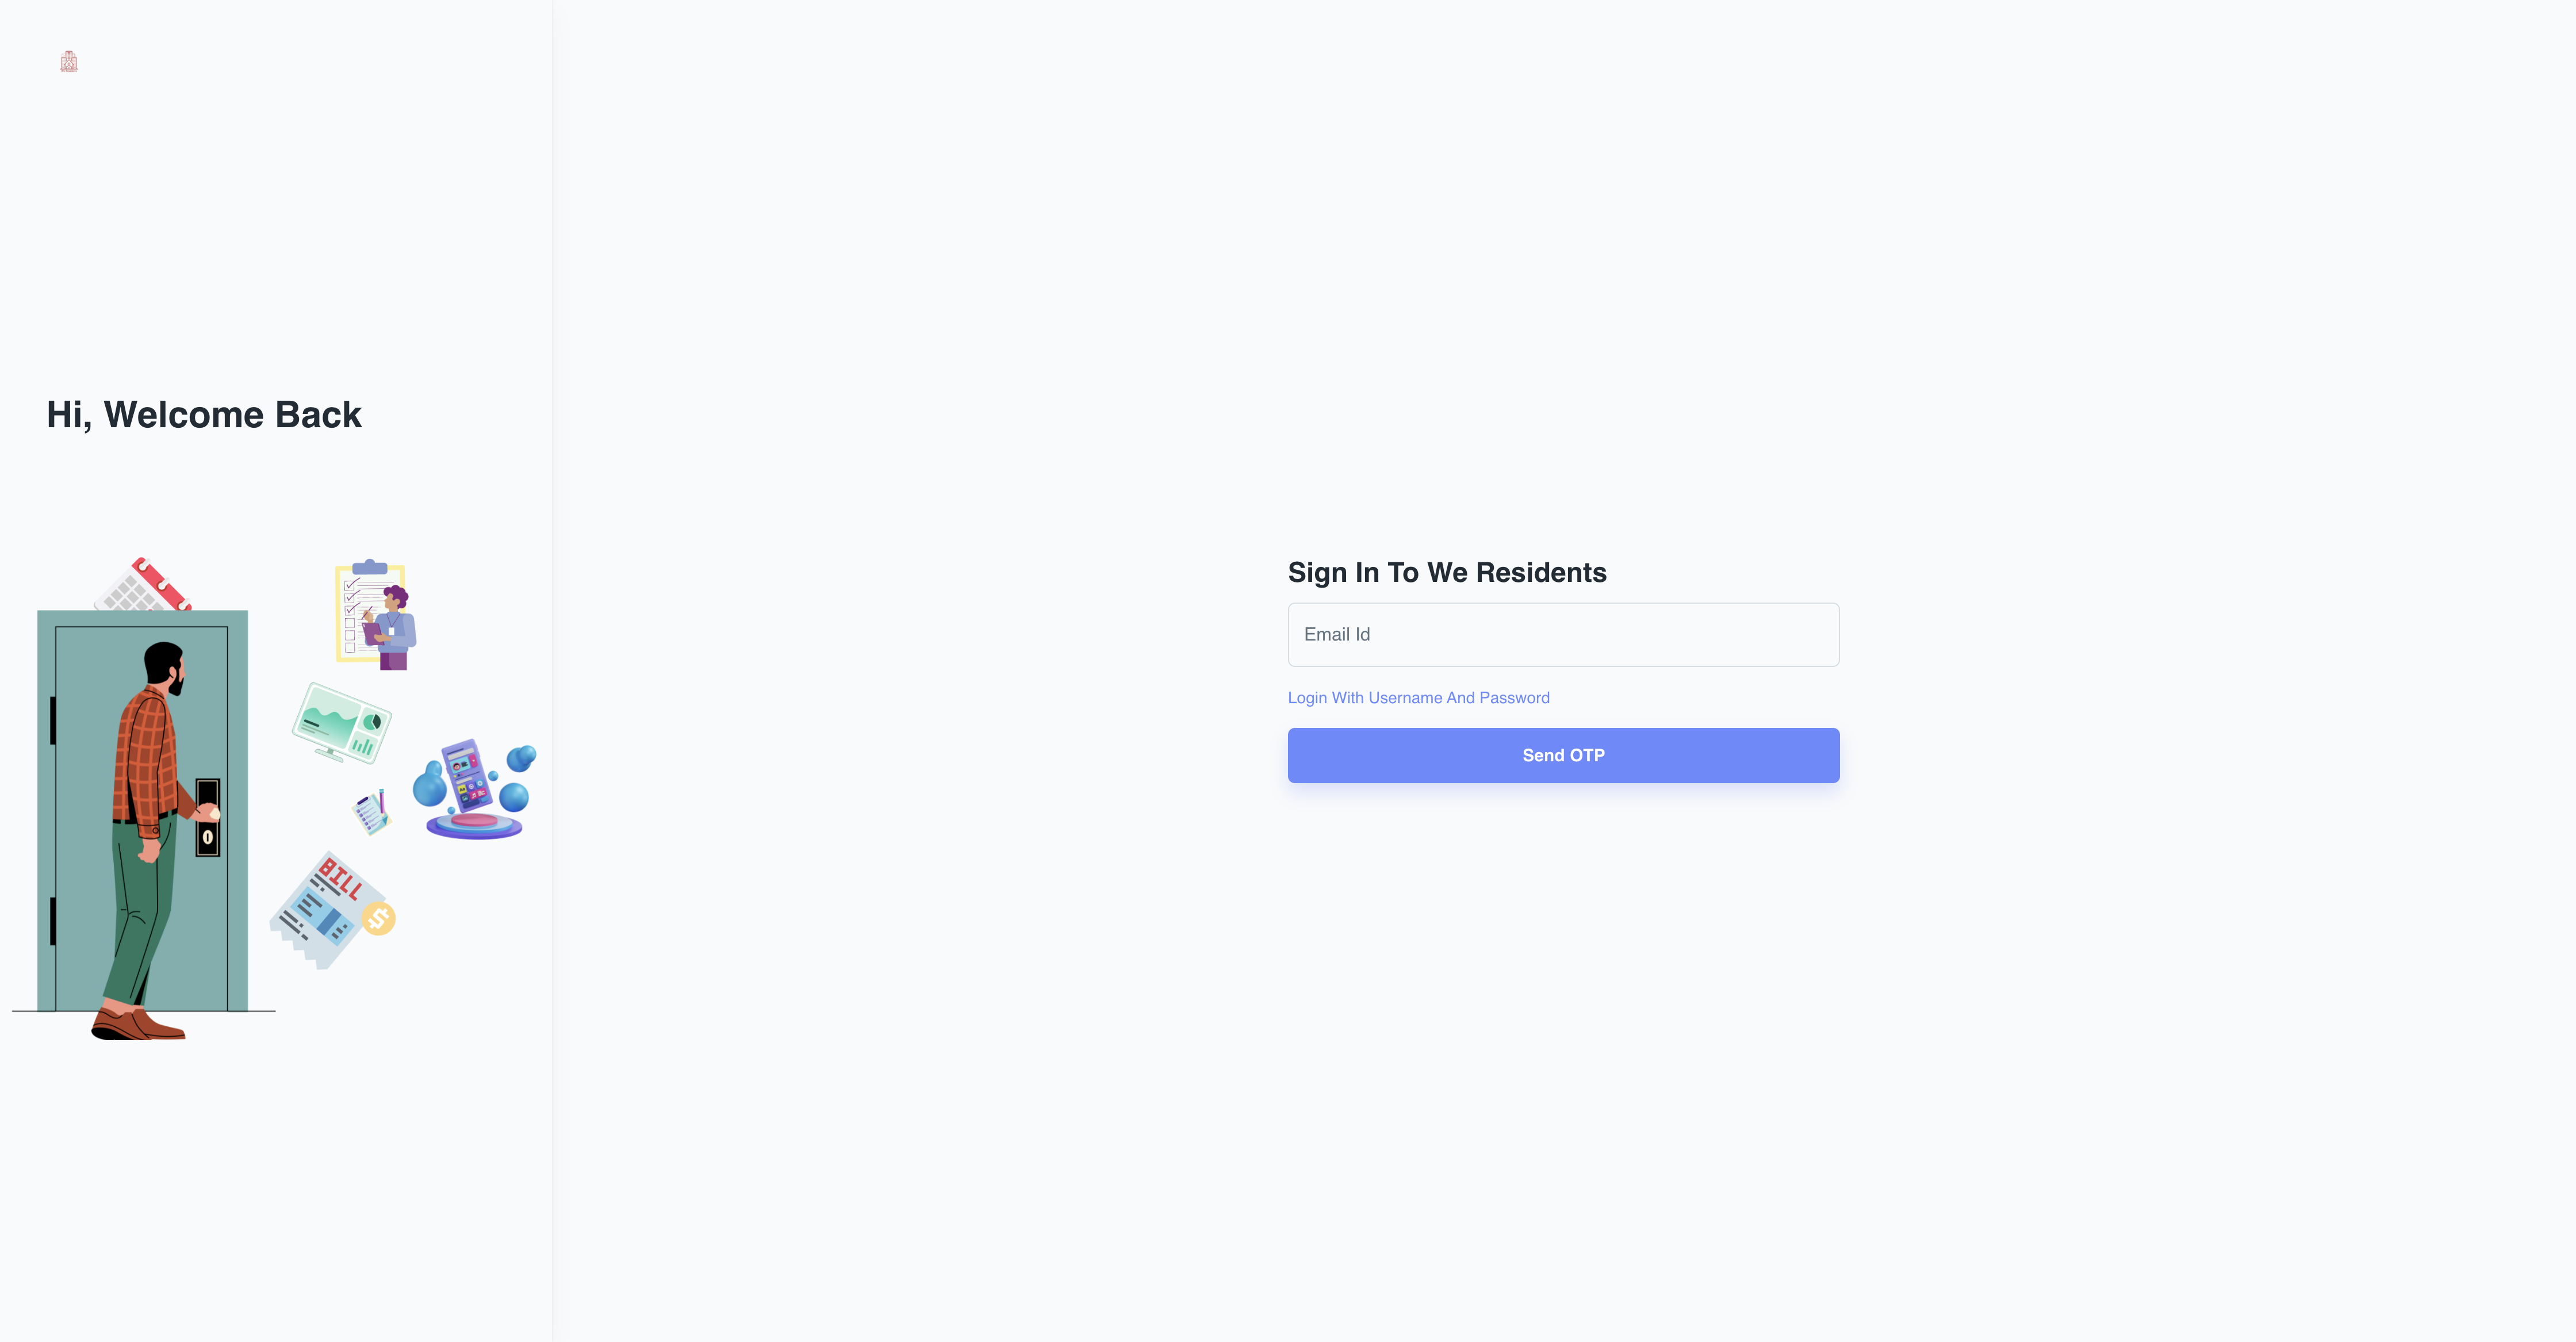 Hi, Welcome Back
BILL
$
Sign In To We Residents
Email Id
Login With Username And Password
Send OTP